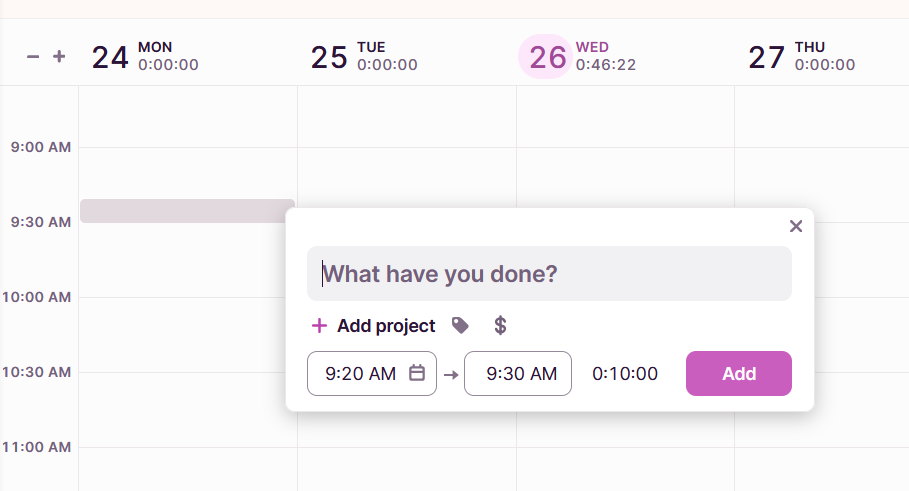 24 MON 0:00:00
25 TUE 0:00:00
26 WED 0:46:22
27 THU 0:00:00
9:00 AM
9:30 AM
What have you done?
10:00 AM
+ Add project $
10:30 AM
9:20 AM → 9:30 AM 0:10:00 Add
11:00 AM